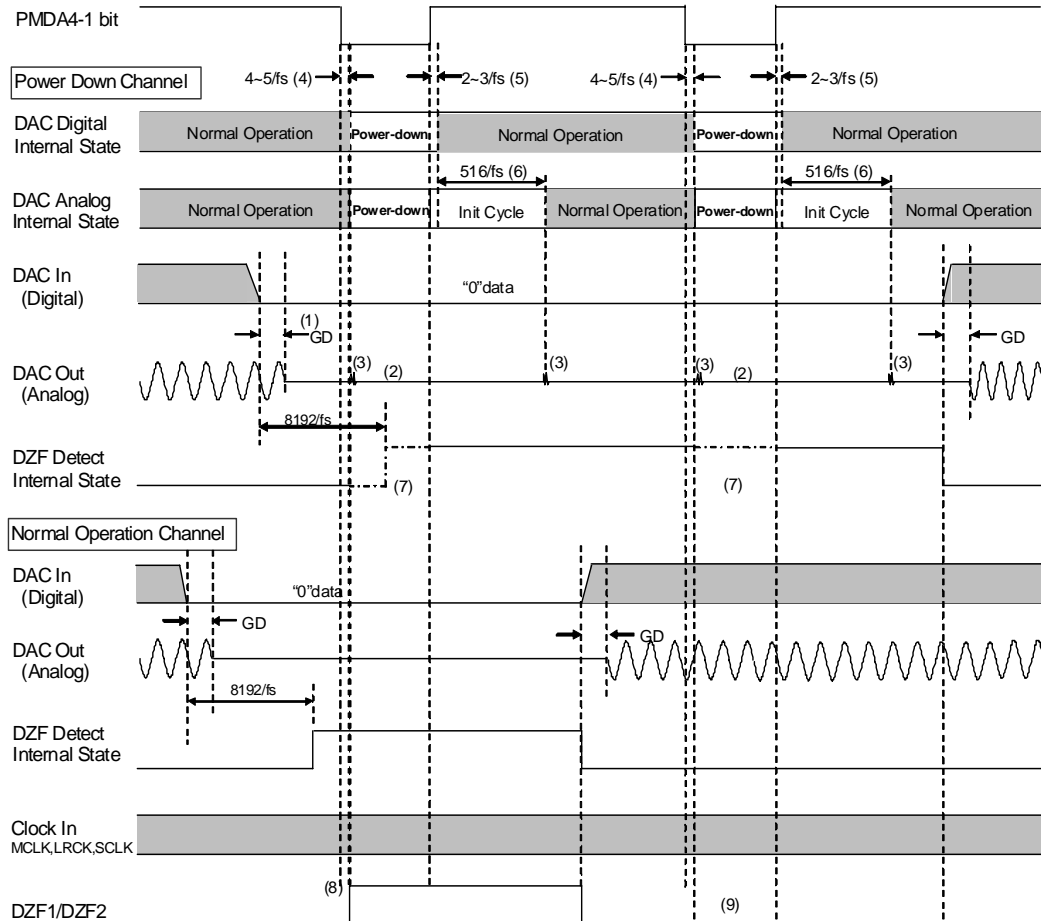 PMDA4-1 bit
4~5/fs (4)
2~3/fs (5)
4~5/fs (4)
2~3/fs (5)
Power Down Channel
DAC Digital
Internal State
Normal Operation
Power-down
Normal Operation
Power-down
Normal Operation
516/fs (6)
516/fs (6)
DAC Analog
Internal State
Normal Operation
Power-down
Init Cycle
Normal Operation
Power-down
Init Cycle
Normal Operation
DAC In
(Digital)
“0”data
(1)
GD
GD
DAC Out
(Analog)
(3)
(2)
(3)
(3)
(2)
(3)
8192/fs
DZF Detect
Internal State
(7)
(7)
Normal Operation Channel
DAC In
(Digital)
“0”data
GD
GD
DAC Out
(Analog)
8192/fs
DZF Detect
Internal State
Clock In
MCLK,LRCK,SCLK
(8)
(9)
DZF1/DZF2